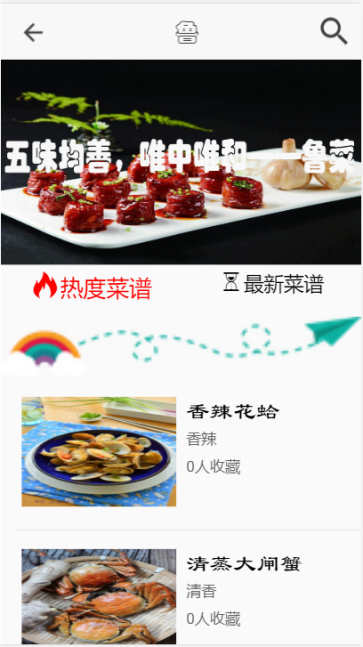 五味均善，唯中唯和——鲁菜
热度菜谱
最新菜谱
香辣花蛤
香辣
0人收藏
清蒸大闸蟹
清香
0人收藏